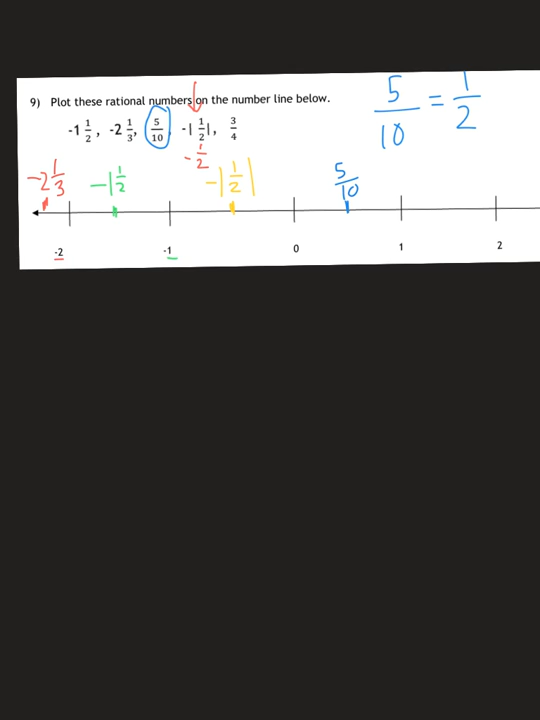 9) Plot these rational numbers on the number line below.
5/10 = 1/2
-1 1/2, -2 1/3, 5/10, -|1/2|, 3/4
-1/2
-2 1/3 -1 1/2 -|1/2| 5/10
-2 -1 0 1 2